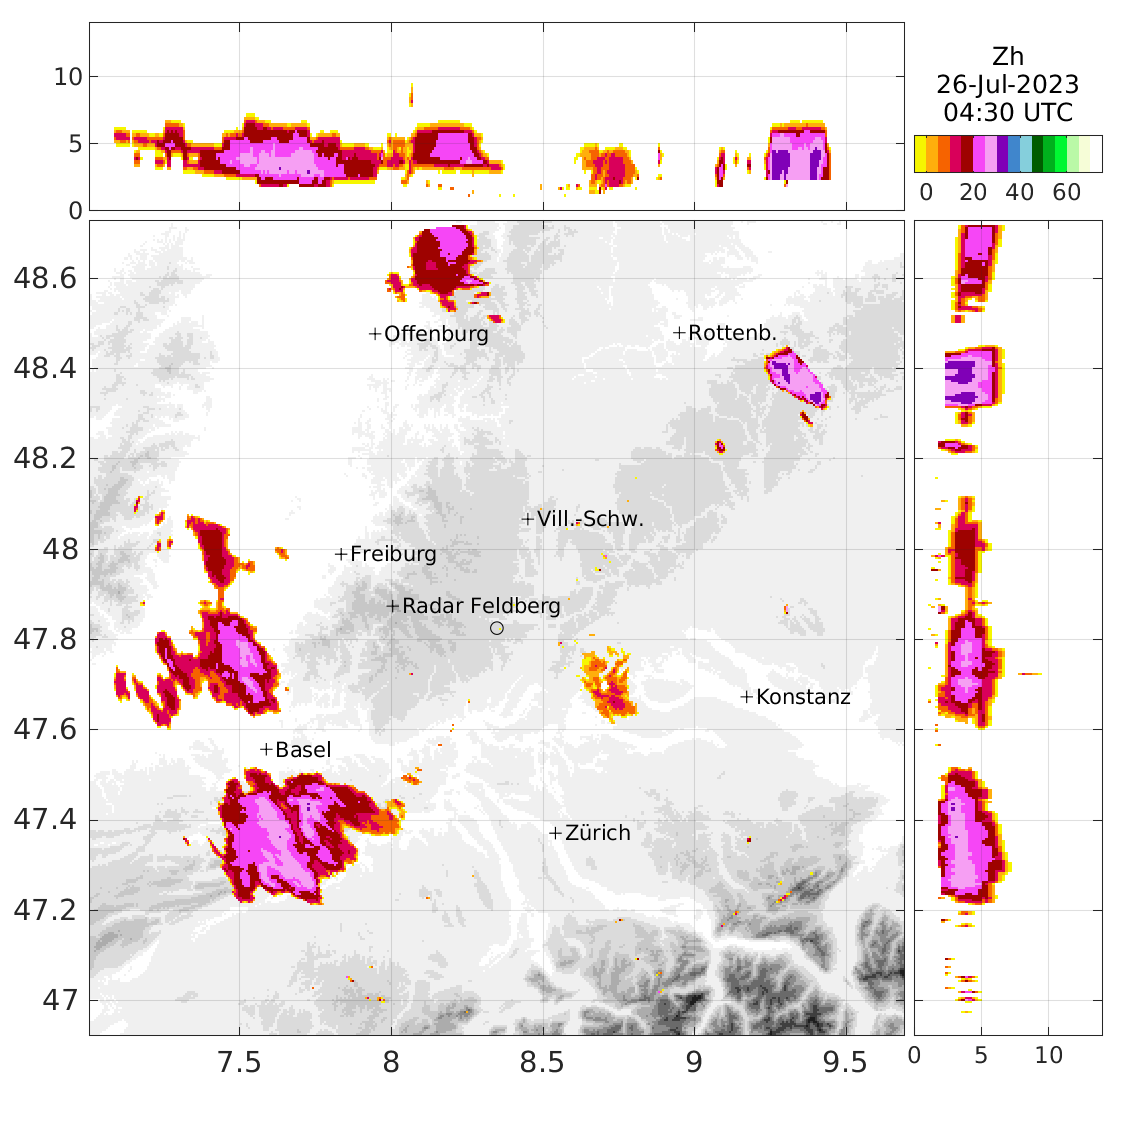 10
5
0
Zh
26-Jul-2023
04:30 UTC
0 20 40 60
48.6
48.4
48.2
48
47.8
47.6
47.4
47.2
47
+Offenburg
+Rottenb.
+Vill.-Schw.
+Freiburg
+Radar Feldberg
+Konstanz
+Basel
+Zürich
7.5 8 8.5 9 9.5
0 5 10